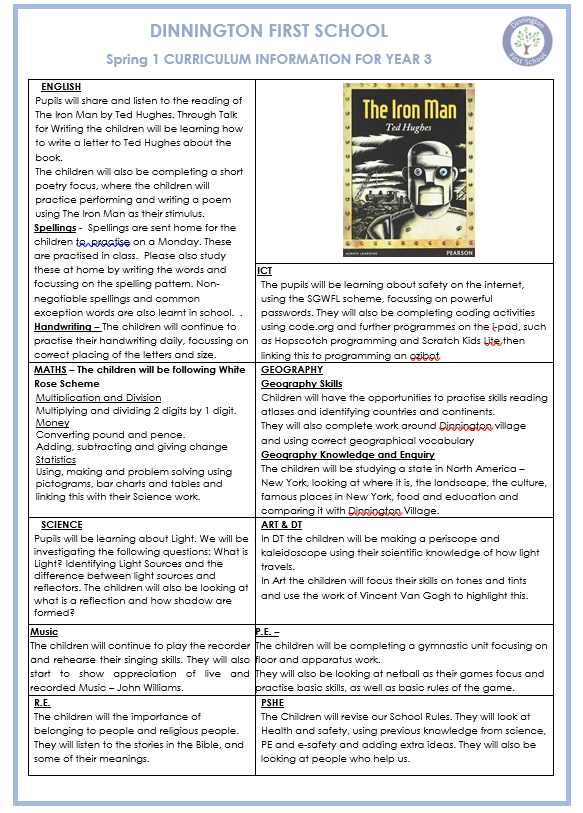 DINNINGTON FIRST SCHOOL
Spring 1 CURRICULUM INFORMATION FOR YEAR 3
Dinnington
First School
ENGLISH
Pupils will share and listen to the reading of
The Iron Man by Ted Hughes. Through Talk
for Writing the children will be learning how
to write a letter to Ted Hughes about the
book.
The children will also be completing a short
poetry focus, where the children will
practise performing and writing a poem
using The Iron Man as their stimulus.
Spellings - Spellings are sent home for the
children to practise on a Monday. These
are practised in class. Please also study
these at home by writing the words and
focussing on the spelling pattern. Non-
negotiable spellings and common
exception words are also learnt in school. .
Handwriting – The children will continue to
practise their handwriting daily, focussing on
correct placing of the letters and size.
The Iron Man
Ted Hughes
ALWAYS LEARNING
PEARSON
ICT
The pupils will be learning about safety on the internet,
using the SGWFL scheme, focussing on powerful
passwords. They will also be completing coding activities
using code.org and further programmes on the i-pad, such
as Hopscotch programming and Scratch Kids Lite,then
linking this to programming an ozibot.
MATHS – The children will be following White
Rose Scheme
Multiplication and Division
Multiplying and dividing 2 digits by 1 digit.
Money
Converting pound and pence.
Adding, subtracting and giving change
Statistics
Using, making and problem solving using
pictograms, bar charts and tables and
linking this with their Science work.
GEOGRAPHY
Geography Skills
Children will have the opportunities to practise skills reading
atlases and identifying countries and continents.
They will also complete work around Dinnington village
and using correct geographical vocabulary
Geography Knowledge and Enquiry
The children will be studying a state in North America –
New York, looking at where it is, the landscape, the culture,
famous places in New York, food and education and
comparing it with Dinnington Village.
SCIENCE
Pupils will be learning about Light. We will be
investigating the following questions: What is
Light? Identifying Light Sources and the
difference between light sources and
reflectors. The children will also be looking at
what is a reflection and how shadow are
formed?
ART & DT
In DT the children will be making a periscope and
kaleidoscope using their scientific knowledge of how light
travels.
In Art the children will focus their skills on tones and tints
and use the work of Vincent Van Gogh to highlight this.
Music
The children will continue to play the recorder
and rehearse their singing skills. They will also
start to show appreciation of live and
recorded Music – John Williams.
P.E. –
The children will be completing a gymnastic unit focusing on
floor and apparatus work.
They will also be looking at netball as their games focus and
practise basic skills, as well as basic rules of the game.
R.E.
The children will the importance of
belonging to people and religious people.
They will listen to the stories in the Bible, and
some of their meanings.
PSHE
The Children will revise our School Rules. They will look at
Health and safety, using previous knowledge from science,
PE and e-safety and adding extra ideas. They will also be
looking at people who help us.